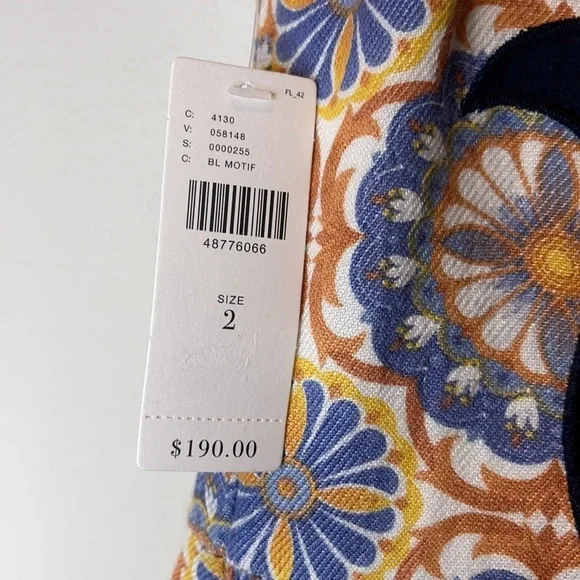 FL_42
C: 4130
V: 058148
S: 0000255
C: BL MOTIF
48776066
SIZE
2
$190.00